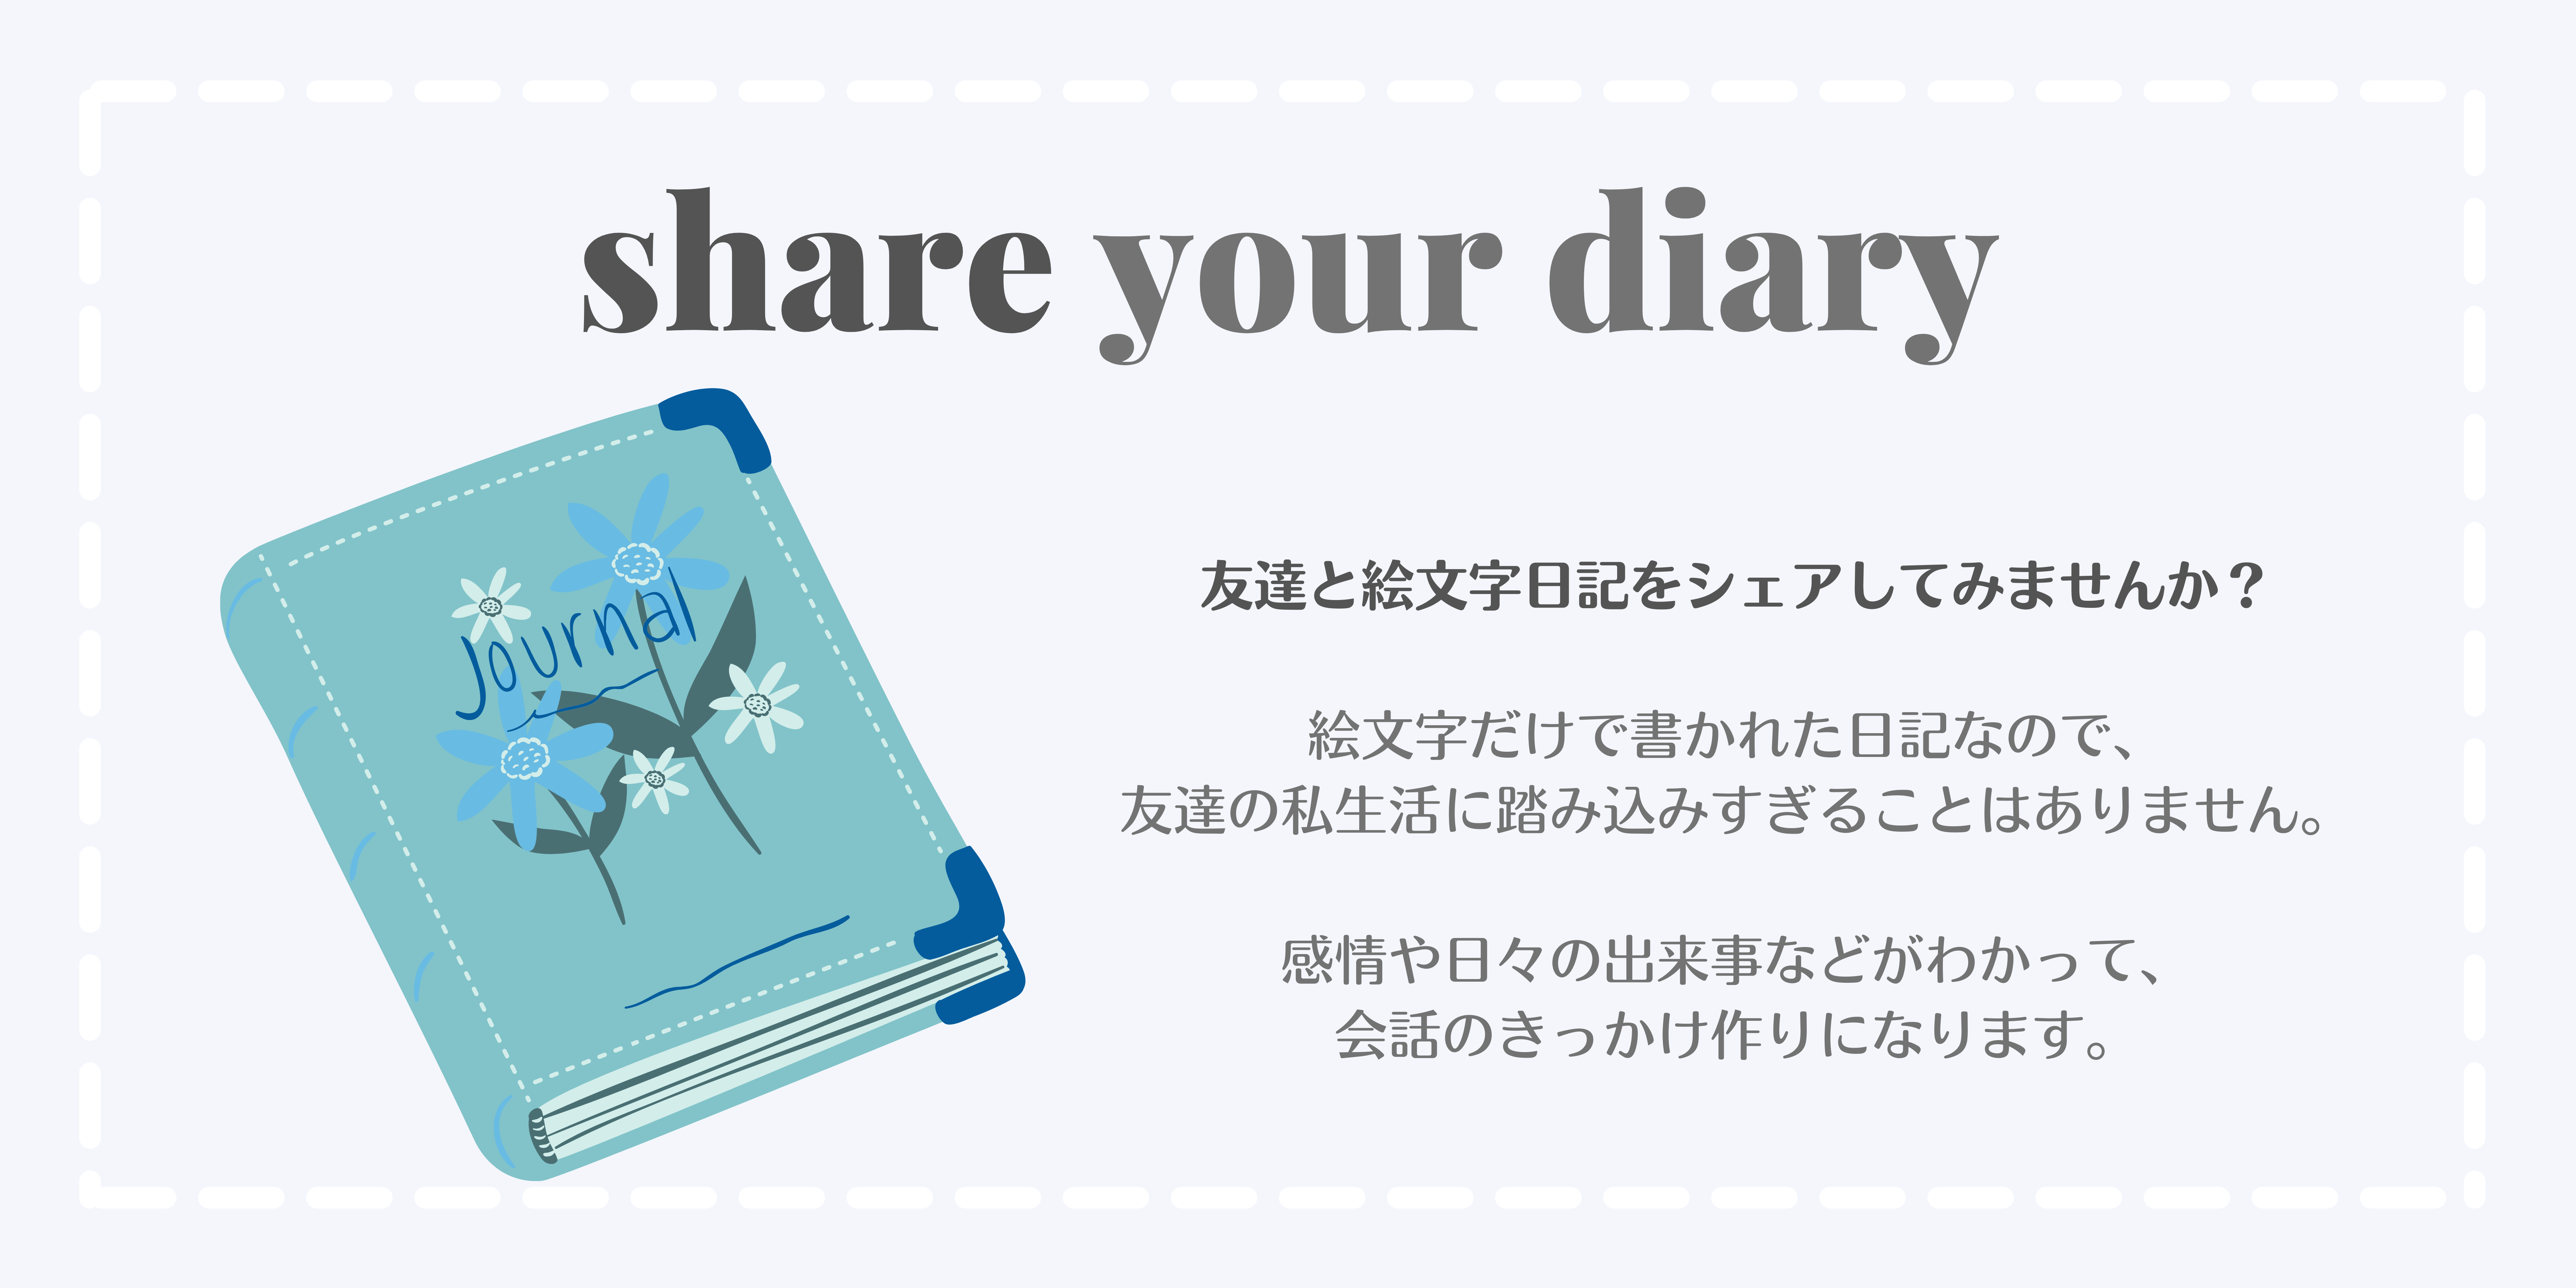 share your diary
Journal
友達と絵文字日記をシェアしてみませんか？
絵文字だけで書かれた日記なので、
友達の私生活に踏み込みすぎることはありません。
感情や日々の出来事などがわかって、
会話のきっかけ作りになります。